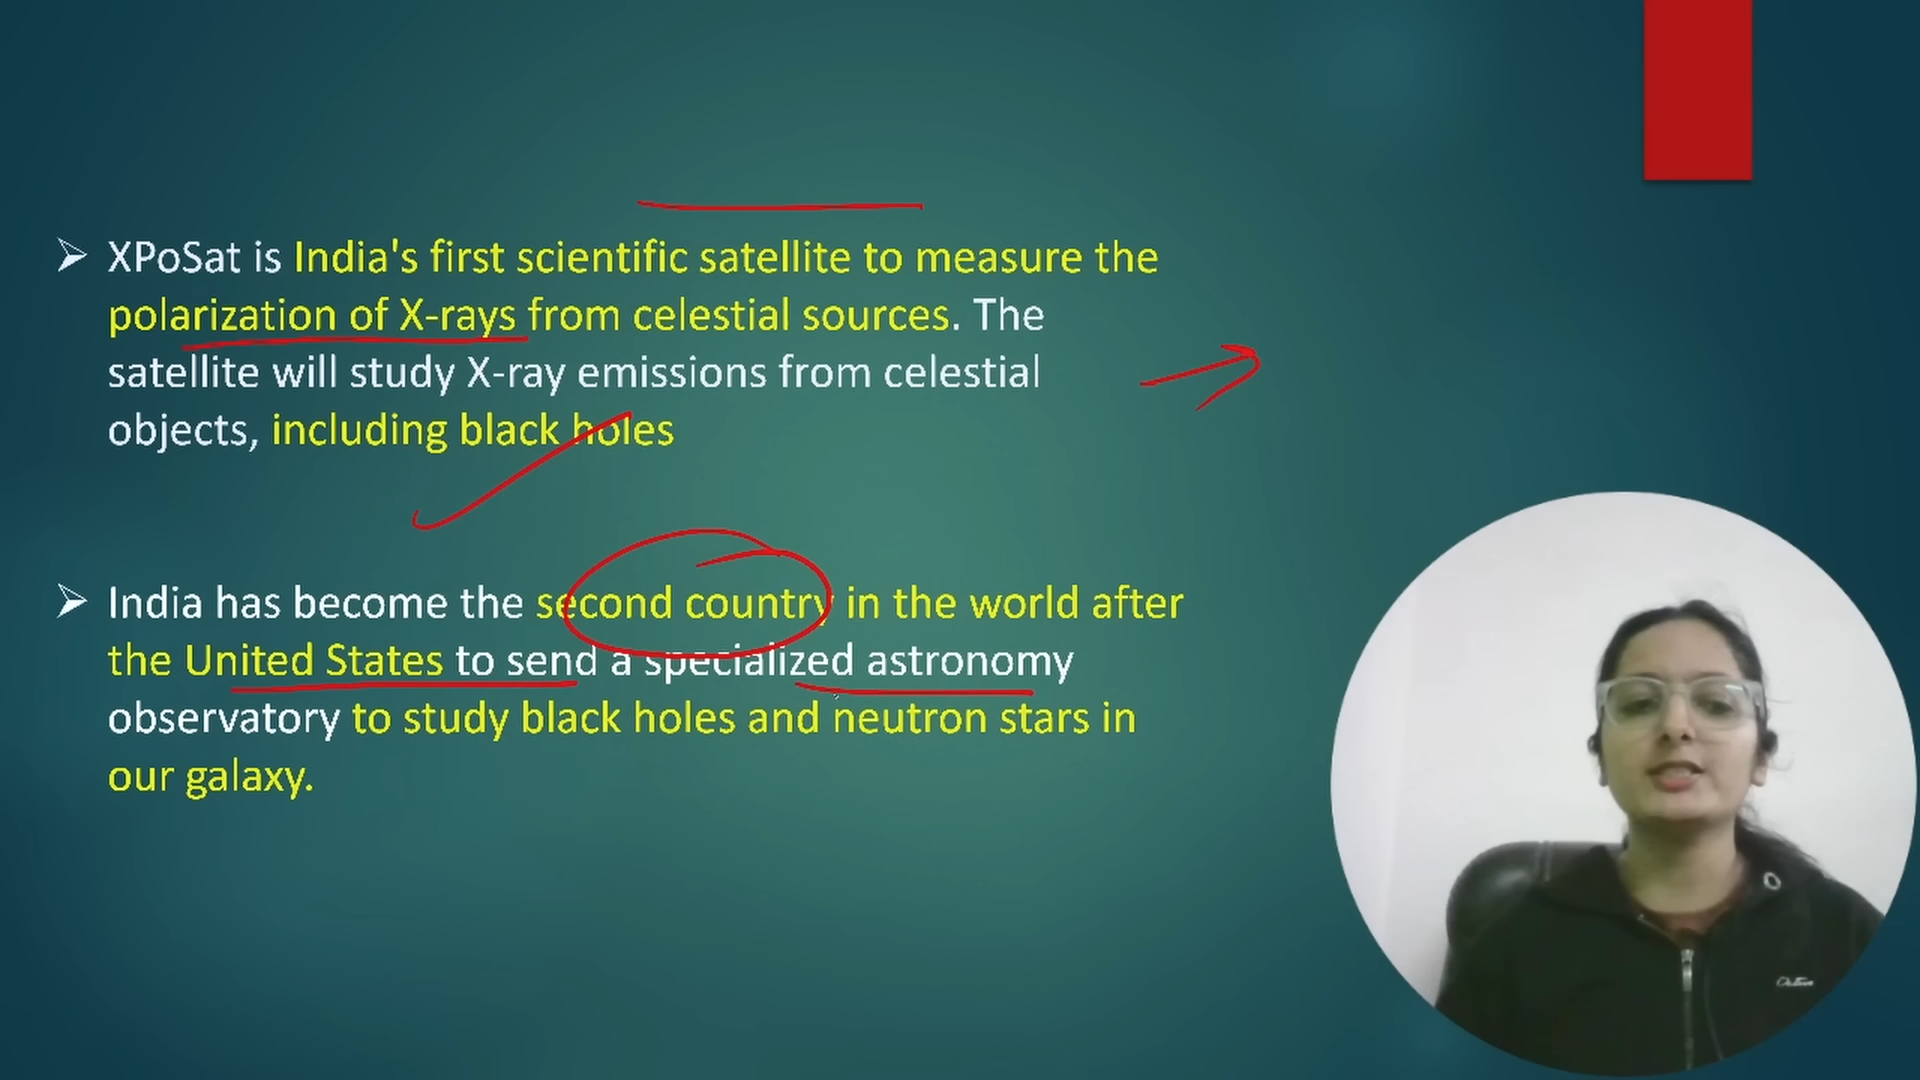 XPoSat is India's first scientific satellite to measure the
polarization of X-rays from celestial sources. The
satellite will study X-ray emissions from celestial
objects, including black holes
India has become the second country in the world after
the United States to send a specialized astronomy
observatory to study black holes and neutron stars in
our galaxy.